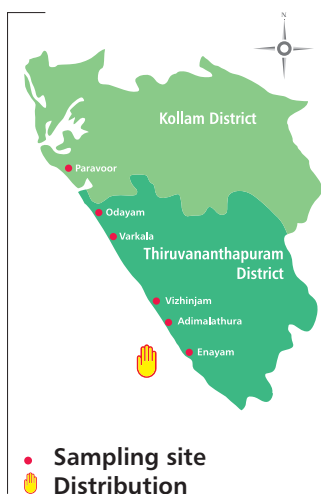 N
Kollam District
Paravoor
Odayam
Varkala
Thiruvananthapuram
District
Vizhinjam
Adimalathura
Enayam
Sampling site
Distribution